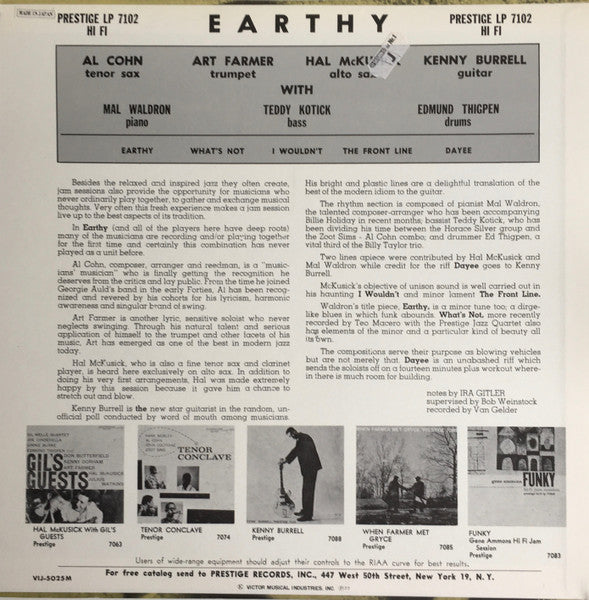 MADE IN JAPAN
PRESTIGE LP 7102
HI FI
EARTHY
PRESTIGE LP 7102
HI FI
AL COHN
tenor sax
ART FARMER
trumpet
HAL McKUSICK
alto sax
KENNY BURRELL
guitar
WITH
MAL WALDRON
piano
TEDDY KOTICK
bass
EDMUND THIGPEN
drums
EARTHY WHAT'S NOT I WOULDN'T THE FRONT LINE DAYEE
Besides the relaxed and inspired jazz they often create,
jam sessions also provide the opportunity for musicians who
never ordinarily play together, to gather and exchange musical
thoughts. Very often this fresh experience makes a jam session
live up to the best aspects of its tradition.
In Earthy (and all of the players here have deep roots)
many of the musicians are recording and/or playing together
for the first time and certainly this combination has never
played as a unit before.
Al Cohn, composer, arranger and reedman, is a "mus-
icians' musician" who is finally getting the recognition he
deserves from the critics and lay public. From the time he joined
Georgie Auld's band in the early Forties, Al has been recog-
nized and revered by his cohorts for his lyricism, harmonic
awareness and singular brand of swing.
Art Farmer is another lyric, sensitive soloist who never
neglects swinging. Through his natural talent and serious
application of himself to the trumpet and other facets of his
music, Art has emerged as one of the best in modern jazz
today.
Hal McKusick, who is also a fine tenor sax and clarinet
player, is heard here exclusively on alto sax. In addition to
doing his very first arrangements, Hal was made extremely
happy by this session because it gave him a chance to
stretch out and blow.
Kenny Burrell is the new star guitarist in the random, un-
official poll conducted by word of mouth among musicians.
His bright and plastic lines are a delightful translation of the
best of the modern idiom to the guitar.
The rhythm section is composed of pianist Mal Waldron,
the talented composer-arranger who has been accompanying
Billie Holiday in recent months; bassist Teddy Kotick, who has
been dividing his time between the Horace Silver group and
the Zoot Sims - Al Cohn combo; and drummer Ed Thigpen, a
vital third of the Billy Taylor trio.
Two lines apiece were contributed by Hal McKusick and
Mal Waldron while credit for the riff Dayee goes to Kenny
Burrell.
McKusick's objective of unison sound is well carried out in
his haunting I Wouldn't and minor lament The Front Line.
Waldron's title piece, Earthy, is a minor tune too; a dirge-
like blues in which funk abounds. What's Not, more recently
recorded by Teo Macero with the Prestige Jazz Quartet also
has elements of the minor and a particular kind of beauty all
its own.
The compositions serve their purpose as blowing vehicles
but are not merely that. Dayee is an unabashed riff which
sends the soloists off on a fourteen minutes plus workout where-
in there is much room for building.
notes by IRA GITLER
supervised by Bob Weinstock
recorded by Van Gelder
GIL'S
GUESTS
TENOR
CONCLAVE
KENNY BURRELL PRESTIGE
WHEN FARMER MET GRYCE
gene ammons
FUNKY
HAL McKUSICK With GIL'S
GUESTS
Prestige 7063
TENOR CONCLAVE
Prestige 7074
KENNY BURRELL
Prestige 7088
WHEN FARMER MET
GRYCE
Prestige 7085
FUNKY
Gene Ammons Hi Fi Jam
Session
Prestige 7083
Users of wide-range equipment should adjust their controls to the RIAA curve for best results.
VIJ-5025M
For free catalog send to PRESTIGE RECORDS, INC., 447 West 50th Street, New York 19, N. Y.
© VICTOR MUSICAL INDUSTRIES, INC.